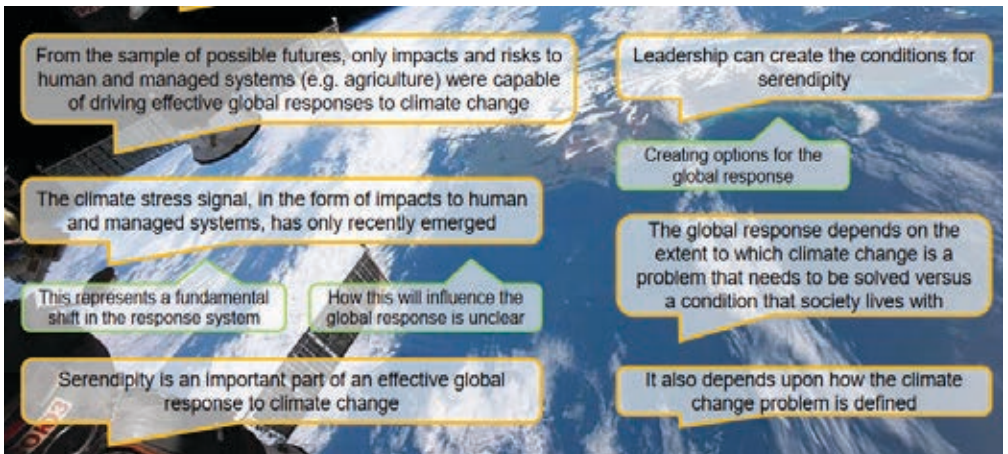 From the sample of possible futures, only impacts and risks to
human and managed systems (e.g. agriculture) were capable
of driving effective global responses to climate change
The climate stress signal, in the form of impacts to human
and managed systems, has only recently emerged
This represents a fundamental
shift in the response system
How this will influence the
global response is unclear
Serendipity is an important part of an effective global
response to climate change
Leadership can create the conditions for
serendipity
Creating options for the
global response
The global response depends on the
extent to which climate change is a
problem that needs to be solved versus
a condition that society lives with
It also depends upon how the climate
change problem is defined